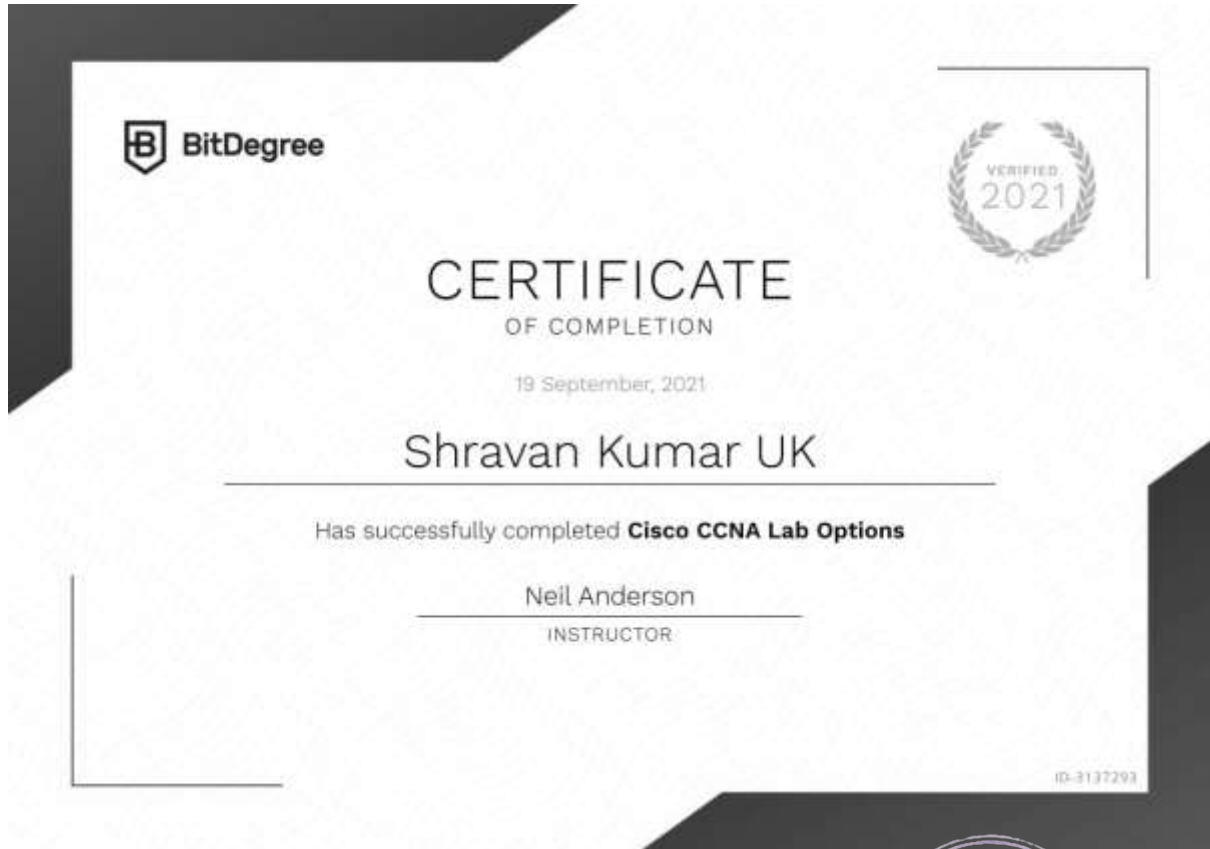 BitDegree
VERIFIED
2021
CERTIFICATE
OF COMPLETION
19 September, 2021
Shravan Kumar UK
Has successfully completed Cisco CCNA Lab Options
Neil Anderson
INSTRUCTOR
ID-3137293